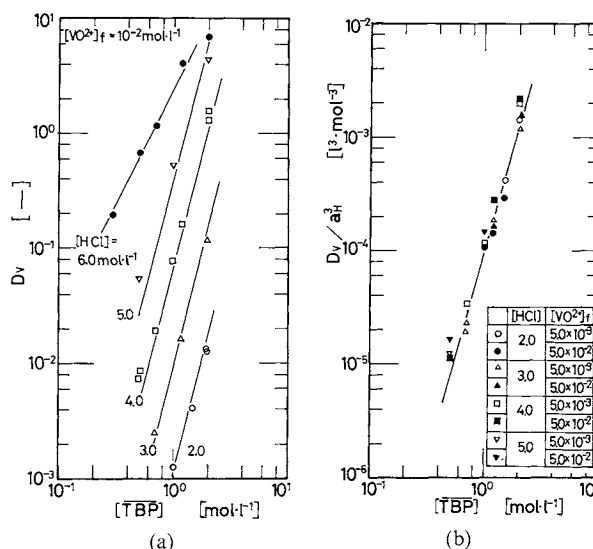 10¹
[VO²⁺]f = 10⁻² mol·l⁻¹
10⁰
[—]
10⁻¹
Dv
[HCl]=
6.0 mol·l⁻¹
5.0
10⁻²
4.0
3.0
2.0
10⁻³
10⁻¹ 10⁰ 10¹
[TBP] [mol·l⁻¹]
(a)
10⁻²
[l³·mol⁻³]
10⁻³
Dv/a³H
10⁻⁴
10⁻⁵
10⁻⁶
[HCl] [VO²⁺]f
○ 2.0 5.0×10⁻³
● 5.0×10⁻²
△ 3.0 5.0×10⁻³
▲ 5.0×10⁻²
□ 4.0 5.0×10⁻³
■ 5.0×10⁻²
▽ 5.0 5.0×10⁻³
▼ 5.0×10⁻²
10⁻¹ 10⁰ 10¹
[TBP] [mol·l⁻¹]
(b)